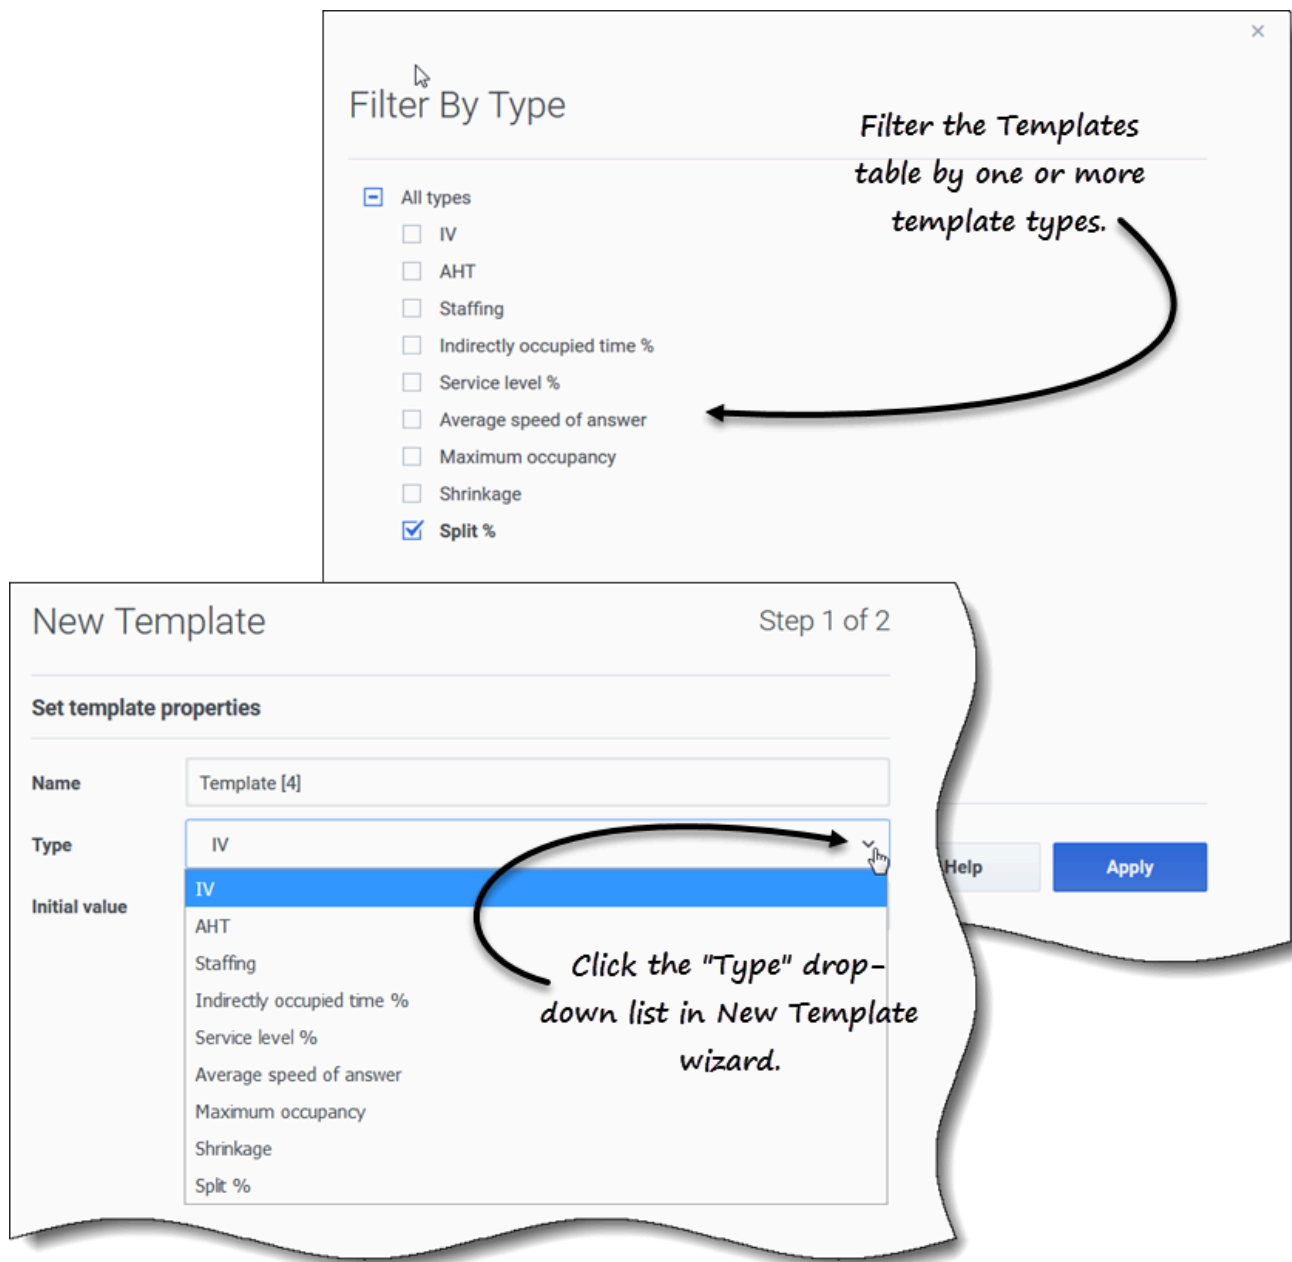 Filter By Type
Filter the Templates
table by one or more
template types.
All types
IV
AHT
Staffing
Indirectly occupied time %
Service level %
Average speed of answer
Maximum occupancy
Shrinkage
Split %
Help
Apply
New Template
Step 1 of 2
Set template properties
Name
Template [4]
Type
IV
Initial value
IV
AHT
Staffing
Indirectly occupied time %
Service level %
Average speed of answer
Maximum occupancy
Shrinkage
Split %
Click the "Type" drop-
down list in New Template
wizard.